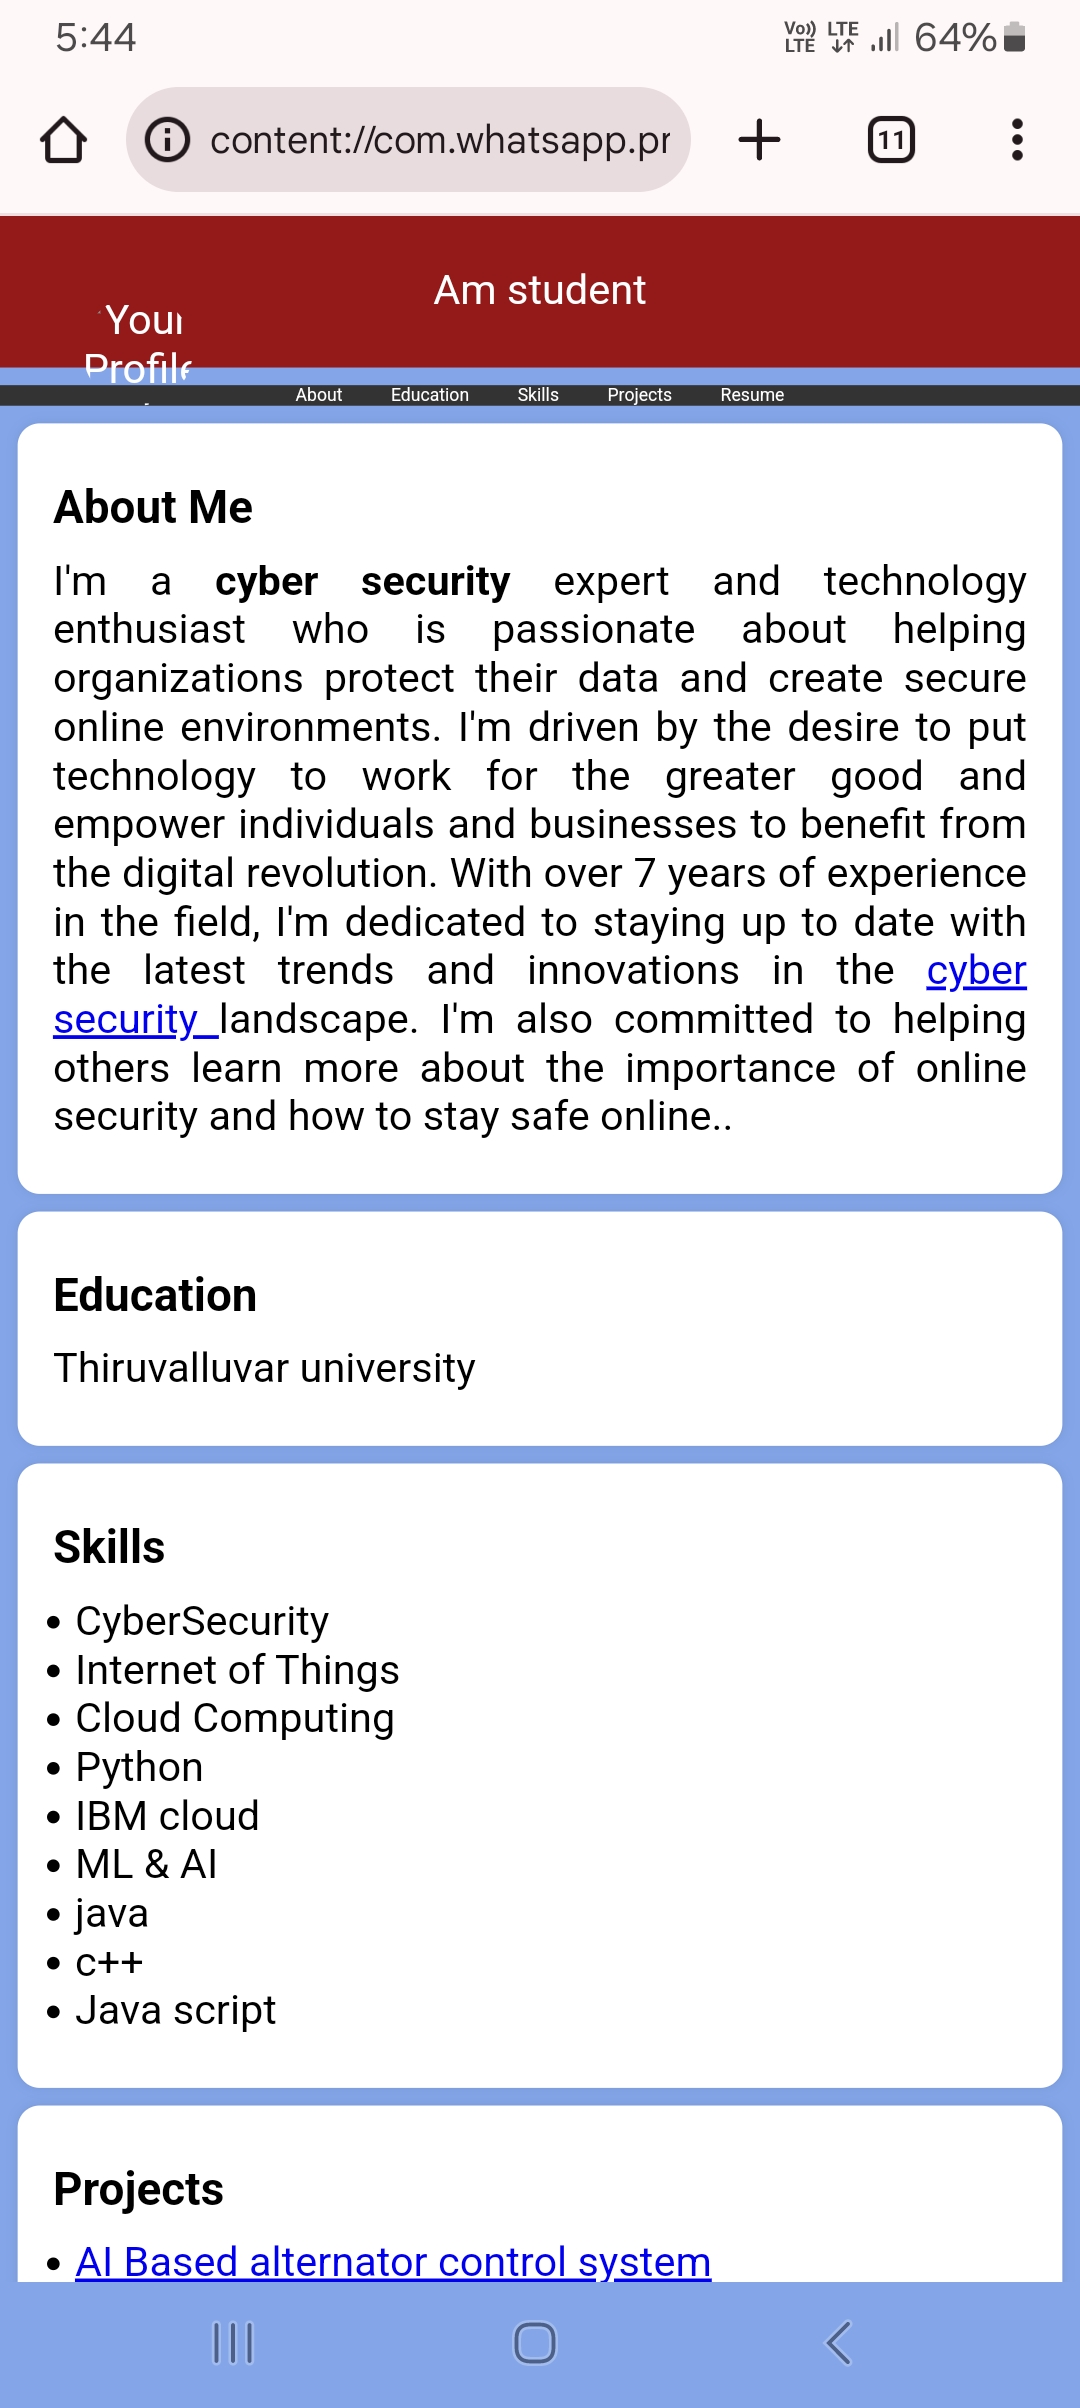 5:44
Vo)) LTE
LTE
64%
content://com.whatsapp.pr
11
Am student
Your
Profile
About Education Skills Projects Resume
About Me
I'm a cyber security expert and technology
enthusiast who is passionate about helping
organizations protect their data and create secure
online environments. I'm driven by the desire to put
technology to work for the greater good and
empower individuals and businesses to benefit from
the digital revolution. With over 7 years of experience
in the field, I'm dedicated to staying up to date with
the latest trends and innovations in the cyber
security landscape. I'm also committed to helping
others learn more about the importance of online
security and how to stay safe online..
Education
Thiruvalluvar university
Skills
• CyberSecurity
• Internet of Things
• Cloud Computing
• Python
• IBM cloud
• ML & AI
• java
• c++
• Java script
Projects
• AI Based alternator control system